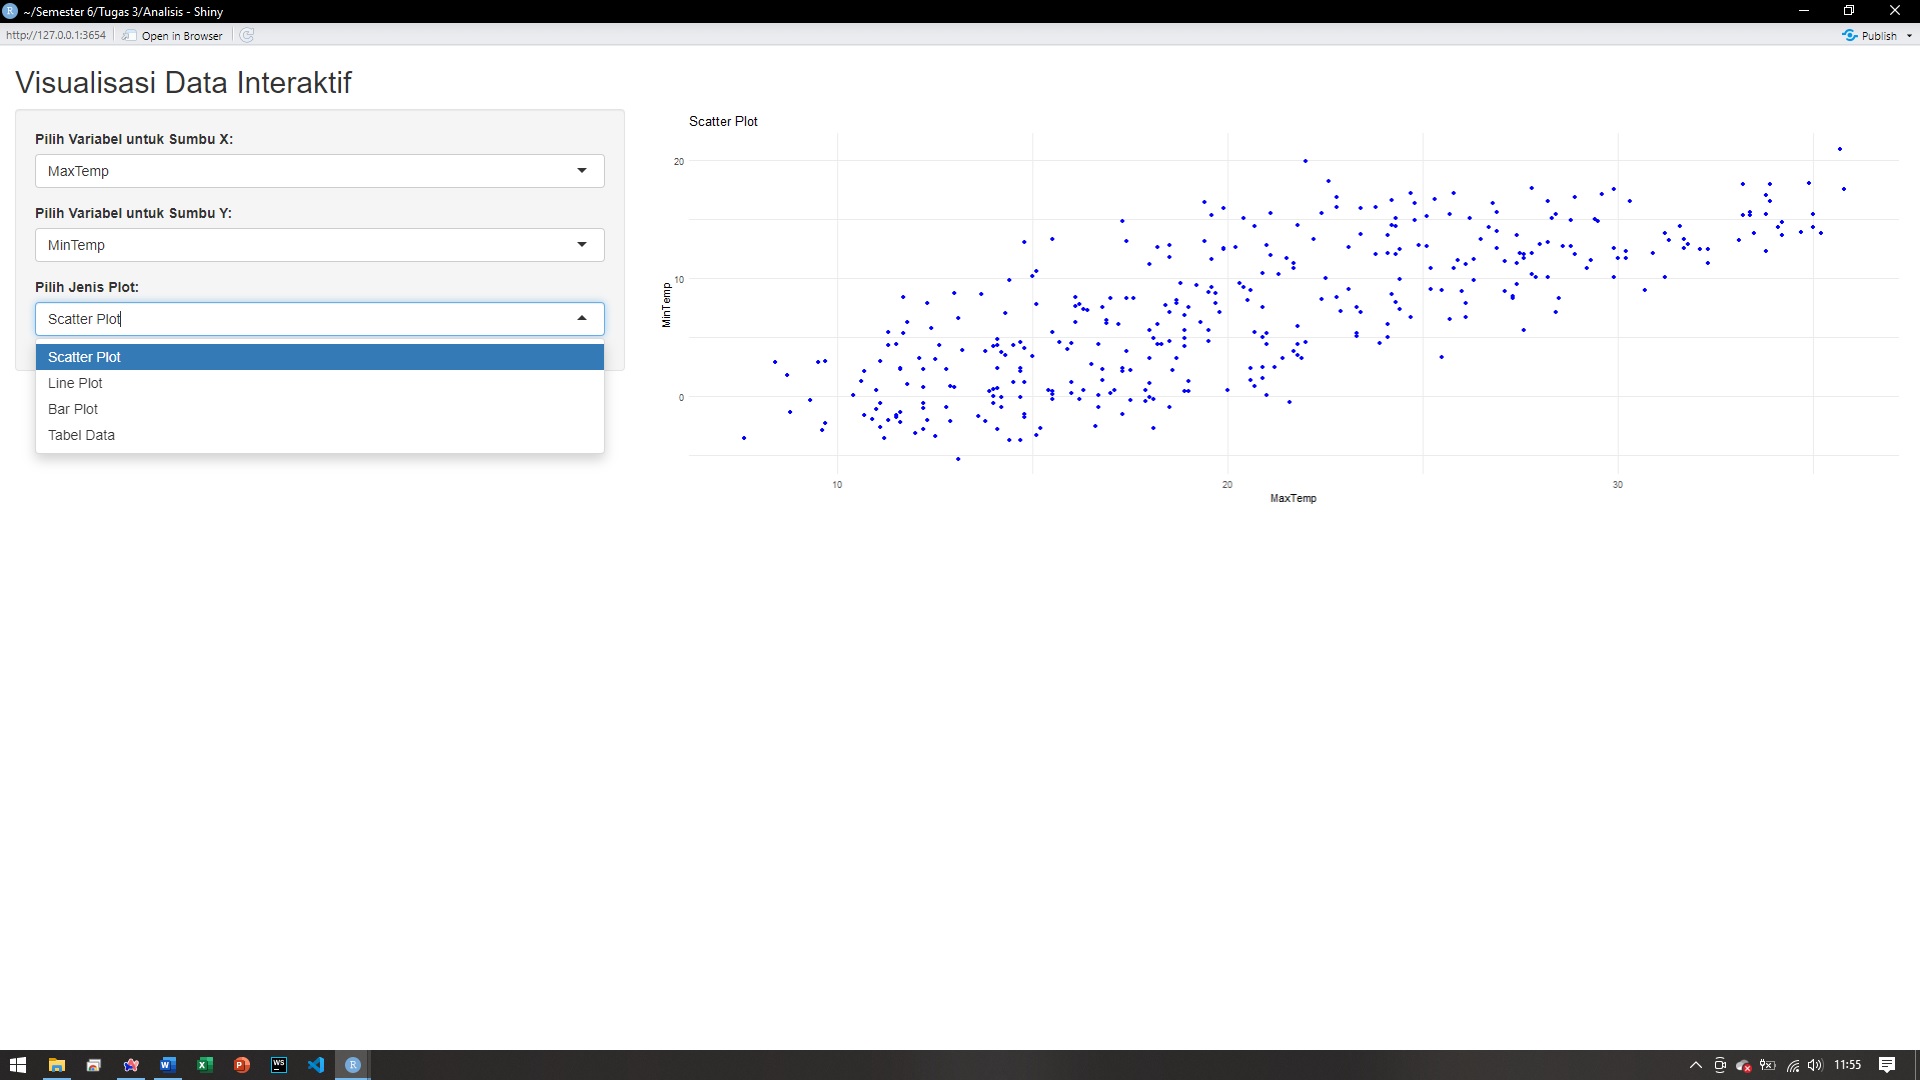 ~/Semester 6/Tugas 3/Analisis - Shiny
http://127.0.0.1:3654
Open in Browser
Publish
Visualisasi Data Interaktif
Pilih Variabel untuk Sumbu X:
MaxTemp
Pilih Variabel untuk Sumbu Y:
MinTemp
Pilih Jenis Plot:
Scatter Plot
Scatter Plot
Line Plot
Bar Plot
Tabel Data
Scatter Plot
20
10
0
MinTemp
10
20
30
MaxTemp
11:55